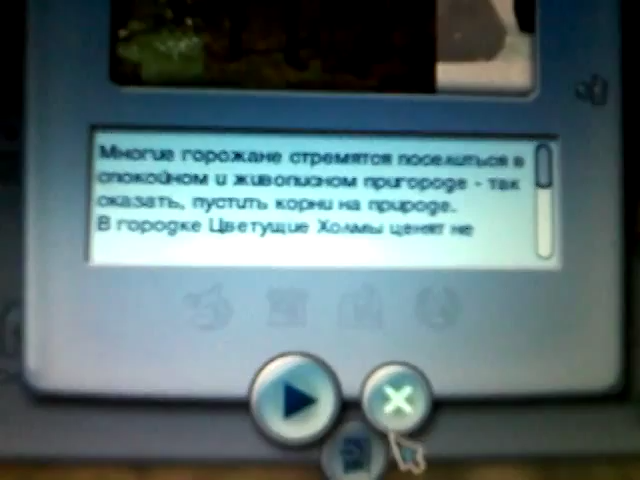 Многие горожане стремятся поселиться в
спокойном и живописном пригороде - так
сказать, пустить корни на природе.
В городке Цветущие Холмы ценят не